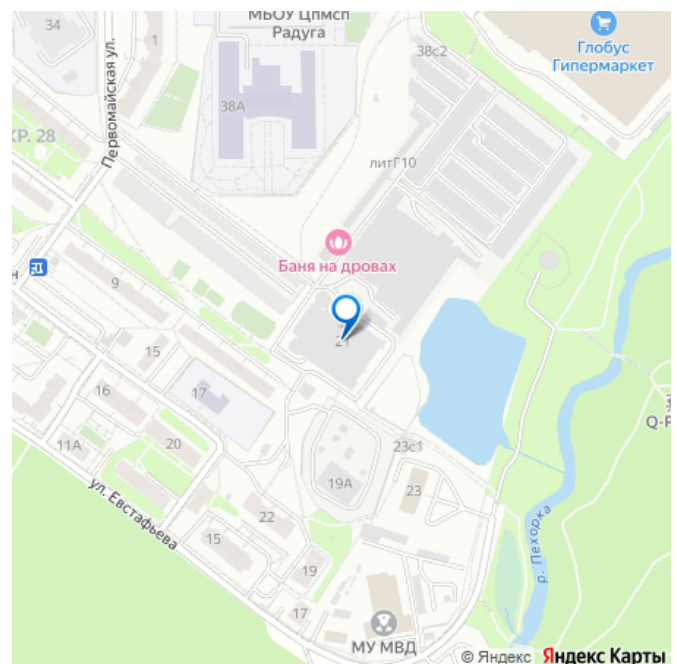 МБОУ Цпмсп
Радуга
34
1
38с2
Глобус
Гипермаркет
38А
Первомайская ул.
КР. 28
литГ10
Баня на дровах
н
9
21
15
16
17
11А
20
23с1
19А
23
22
ул. Евстафьева
15
19
17
р. Пехорка
МУ МВД
© Яндекс Яндекс Карты